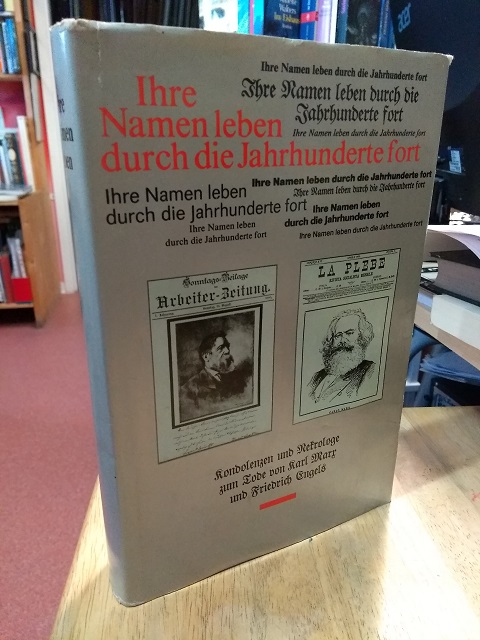 Ihre Namen leben durch die Jahrhunderte fort
Ihre Namen leben durch die
Jahrhunderte fort
Ihre Namen leben durch die Jahrhunderte fort
Ihre
Namen leben
durch die Jahrhunderte fort
Ihre Namen leben durch die Jahrhunderte fort
Ihre Namen leben durch die Jahrhunderte fort
Ihre Namen leben
durch die Jahrhunderte fort
Ihre Namen leben
durch die Jahrhunderte fort
Ihre Namen leben
durch die Jahrhunderte fort
Ihre Namen leben durch die Jahrhunderte fort
Sonntags-Beilage
Arbeiter-Zeitung.
LA PLEBE
Kondolenzen und Nekrologe
zum Tode von Karl Marx
und Friedrich Engels
acer